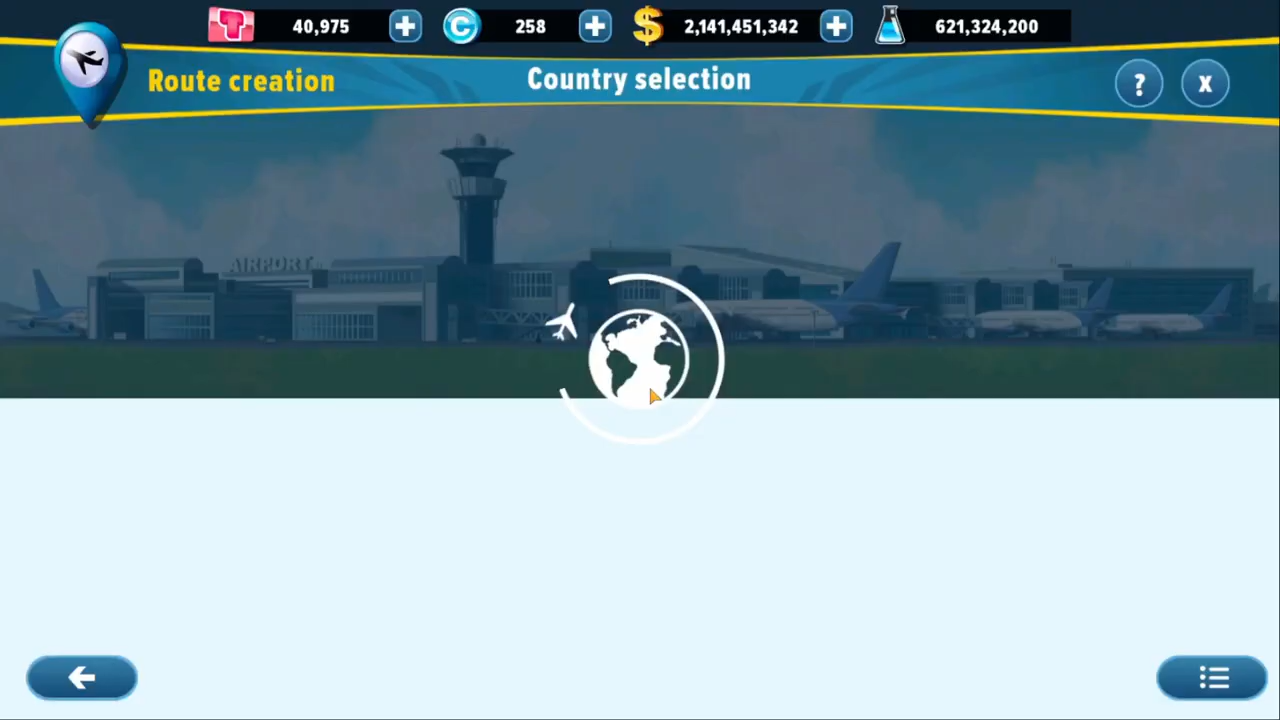 40,975
258
2,141,451,342
621,324,200
Route creation
Country selection
?
X
AIRPORT